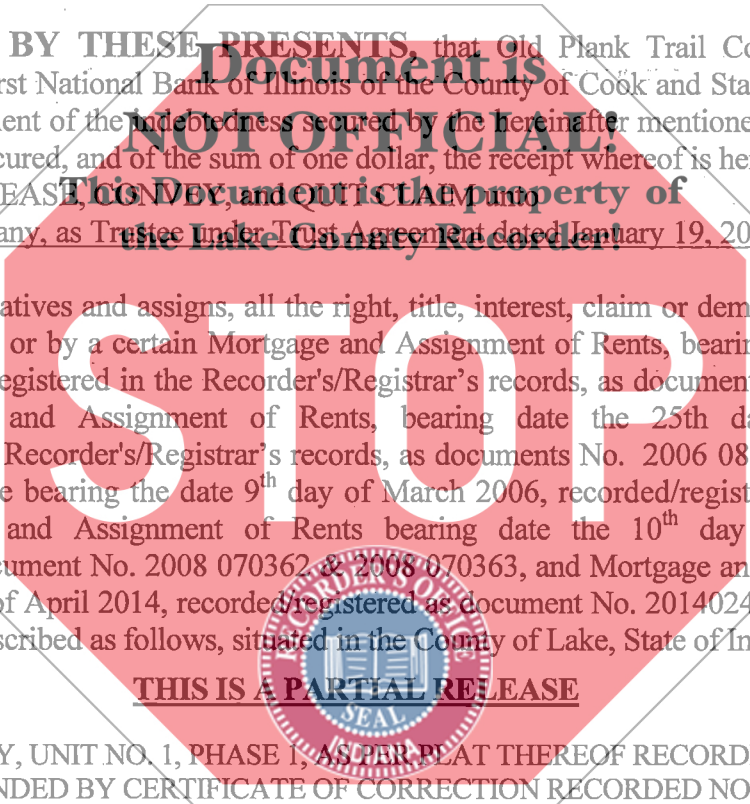 BY THESE PRESENTS, that Old Plank Trail Co
Document is
rst National Bank of Illinois of the County of Cook and Sta
ent of the indebtedness secured by the hereinafter mentione
NOT OFFICIAL!
cured, and of the sum of one dollar, the receipt whereof is her
EASE, CONVEY, and QUIT CLAIM unto
This Document is the property of
any, as Trustee under Trust Agreement dated January 19, 20
the Lake County Recorder!
atives and assigns, all the right, title, interest, claim or dem
or by a certain Mortgage and Assignment of Rents, bearin
egistered in the Recorder's/Registrar's records, as document
and Assignment of Rents, bearing date the 25th da
Recorder's/Registrar's records, as documents No. 2006 08
e bearing the date 9th day of March 2006, recorded/regist
and Assignment of Rents bearing date the 10th day
STOP
cument No. 2008 070362 & 2008 070363, and Mortgage an
of April 2014, recorded/registered as document No. 2014024
scribed as follows, situated in the County of Lake, State of In
RECORDER'S OFFICE
THIS IS A PARTIAL RELEASE
SEAL
INDIANA
Y, UNIT NO. 1, PHASE 1, AS PER PLAT THEREOF RECORD
NDED BY CERTIFICATE OF CORRECTION RECORDED NO